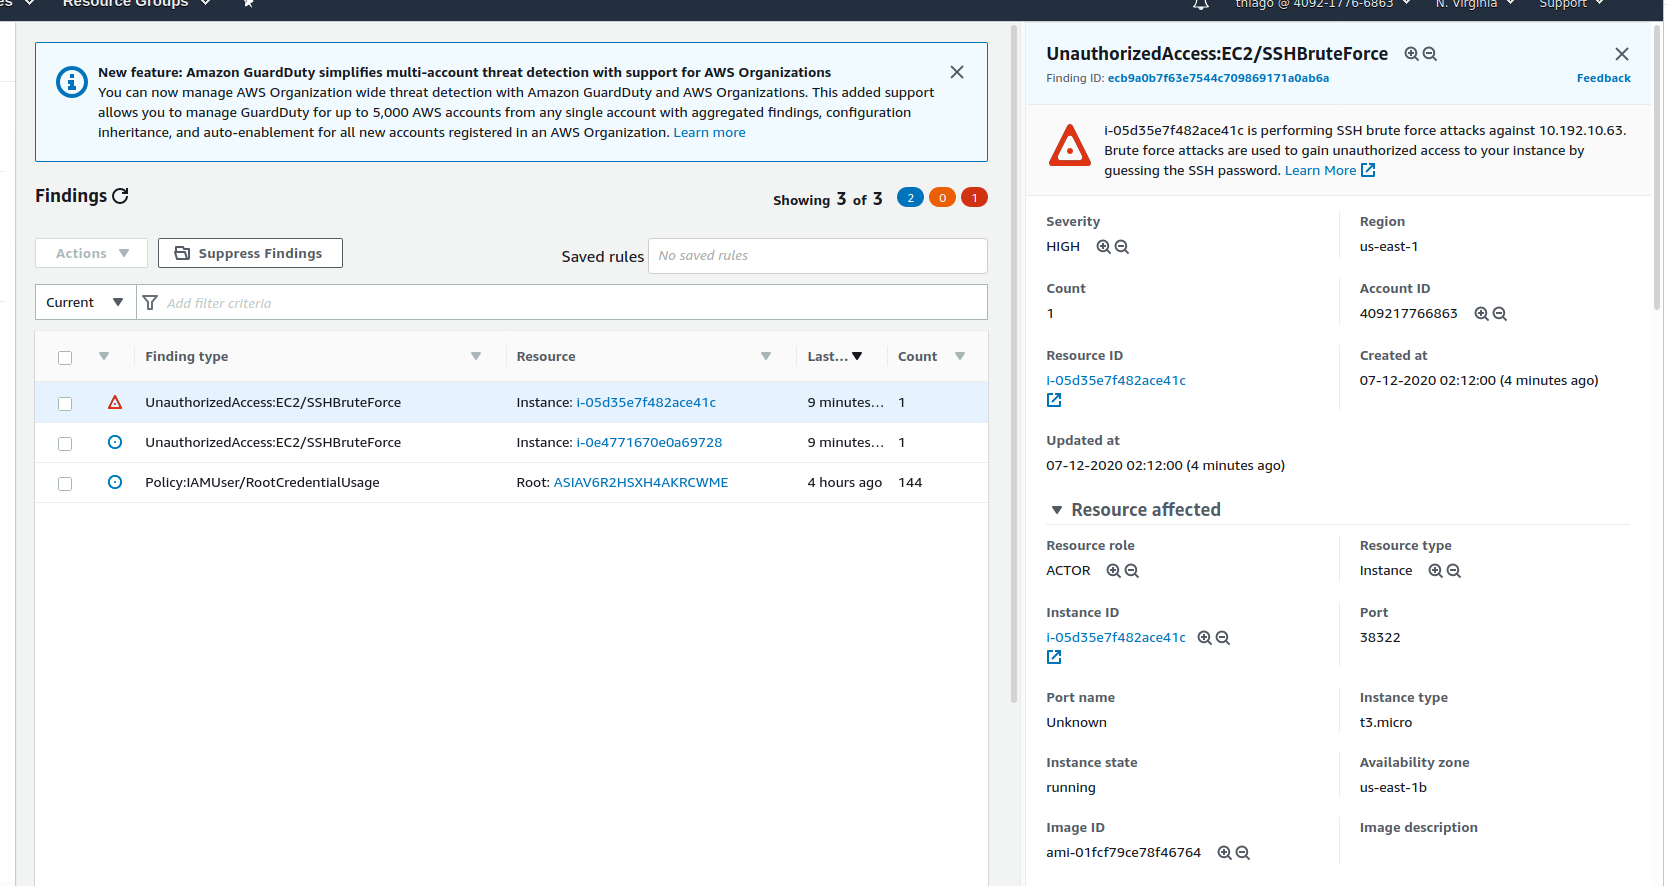 es
Resource Groups
thiago @ 4092-1776-6863
N. Virginia
Support
New feature: Amazon GuardDuty simplifies multi-account threat detection with support for AWS Organizations
You can now manage AWS Organization wide threat detection with Amazon GuardDuty and AWS Organizations. This added support
allows you to manage GuardDuty for up to 5,000 AWS accounts from any single account with aggregated findings, configuration
inheritance, and auto-enablement for all new accounts registered in an AWS Organization. Learn more
Findings
Showing 3 of 3 2 0 1
Actions
Suppress Findings
Saved rules
No saved rules
Current
Add filter criteria
Finding type Resource Last... Count
UnauthorizedAccess:EC2/SSHBruteForce Instance: i-05d35e7f482ace41c 9 minutes... 1
UnauthorizedAccess:EC2/SSHBruteForce Instance: i-0e4771670e0a69728 9 minutes... 1
Policy:IAMUser/RootCredentialUsage Root: ASIAV6R2HSXH4AKRCWME 4 hours ago 144
UnauthorizedAccess:EC2/SSHBruteForce
Finding ID: ecb9a0b7f63e7544c709869171a0ab6a
Feedback
i-05d35e7f482ace41c is performing SSH brute force attacks against 10.192.10.63.
Brute force attacks are used to gain unauthorized access to your instance by
guessing the SSH password. Learn More
Severity Region
HIGH us-east-1
Count Account ID
1 409217766863
Resource ID Created at
i-05d35e7f482ace41c 07-12-2020 02:12:00 (4 minutes ago)
Updated at
07-12-2020 02:12:00 (4 minutes ago)
Resource affected
Resource role Resource type
ACTOR Instance
Instance ID Port
i-05d35e7f482ace41c 38322
Port name Instance type
Unknown t3.micro
Instance state Availability zone
running us-east-1b
Image ID Image description
ami-01fcf79ce78f46764